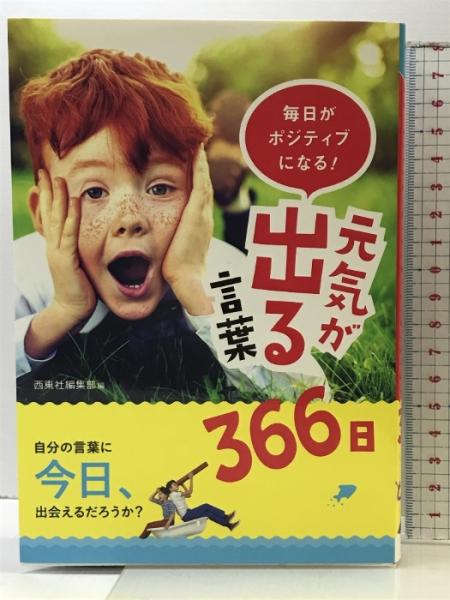 毎日が
ポジティブ
になる!
元気が
出る
言葉
366日
西東社編集部 編
自分の言葉に
今日、
出会えるだろうか?